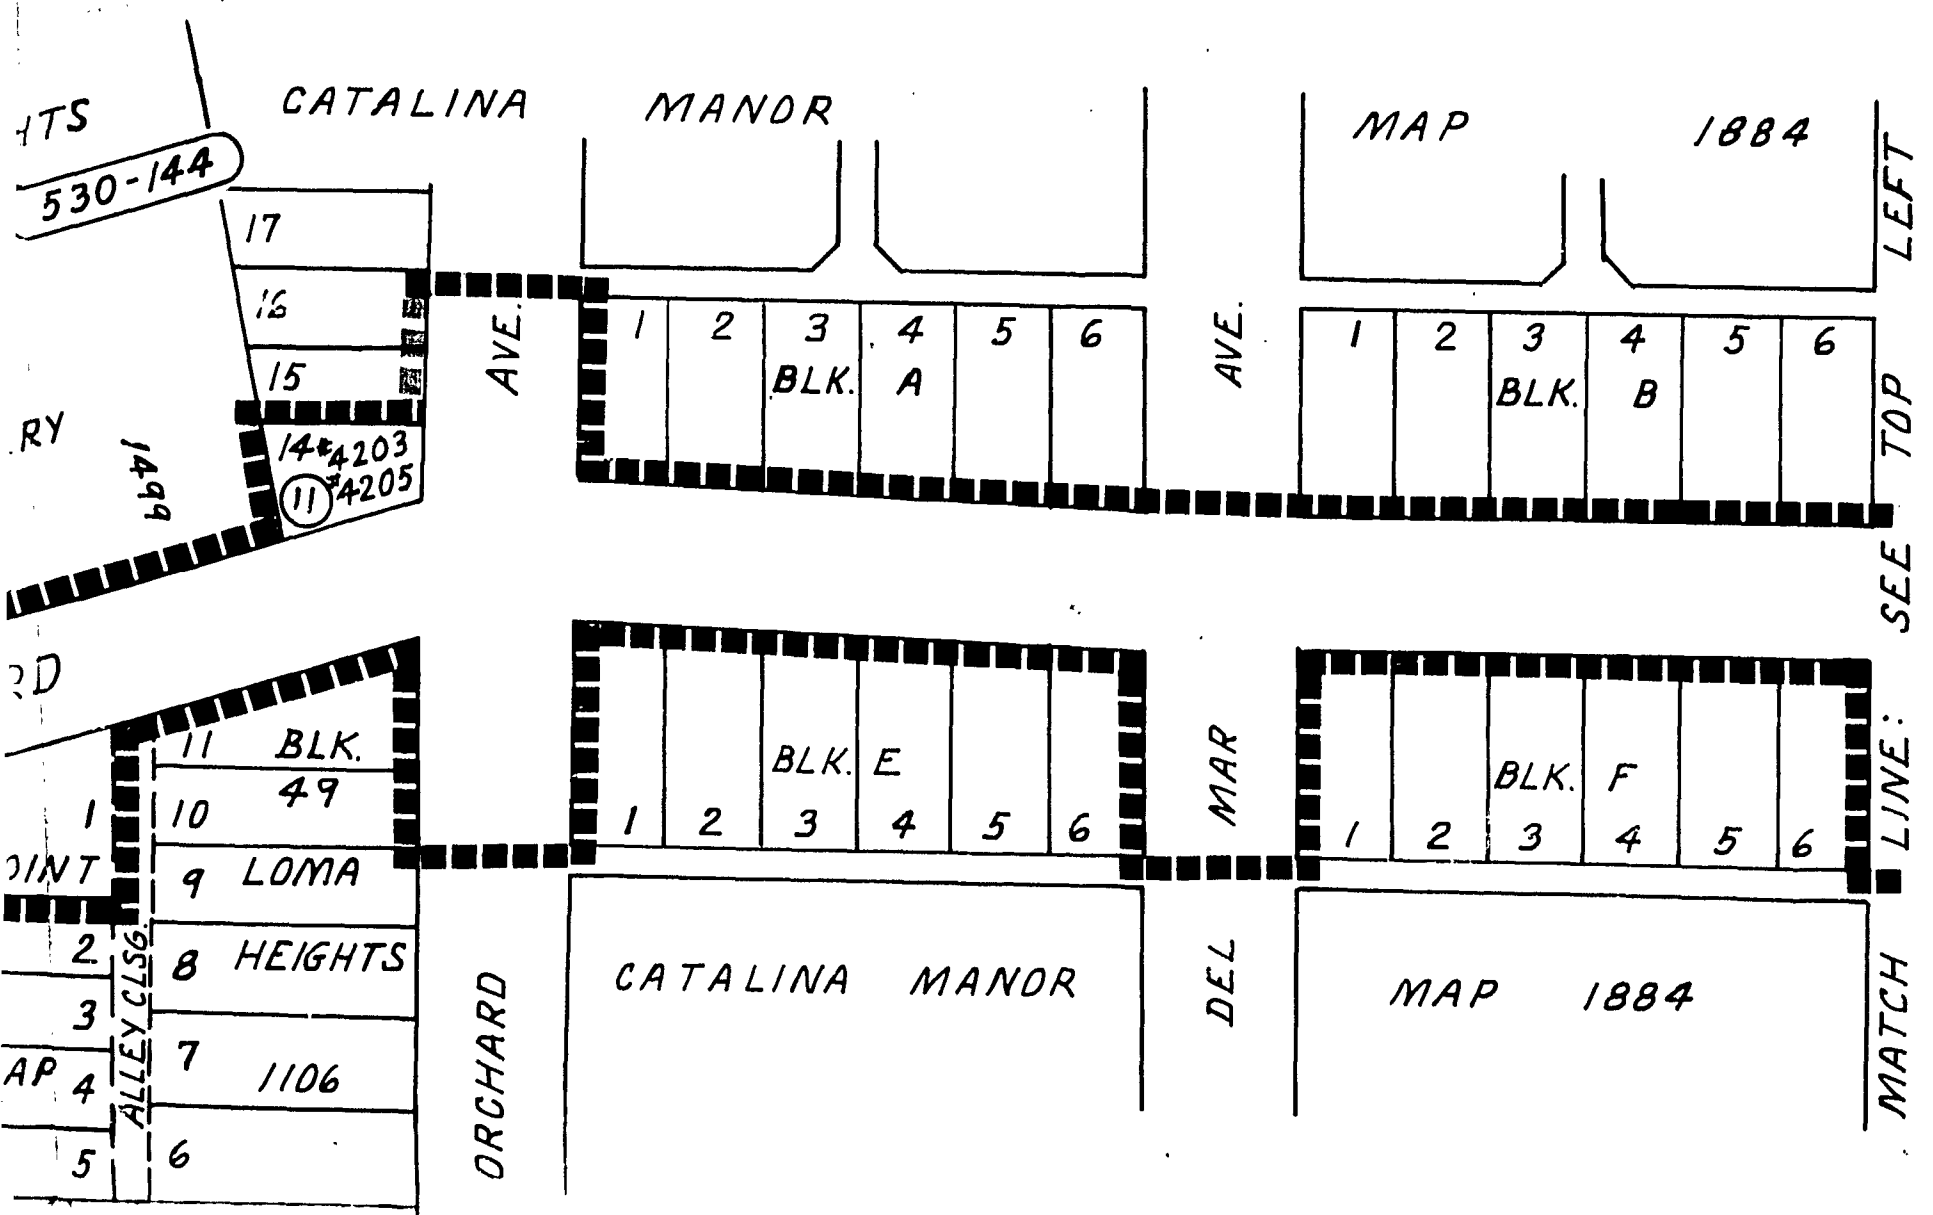 CATALINA MANOR MAP 1884
HTS
530-144
17
16
15
14 #4203
#4205
11
RY
1499
AVE.
1 2 3 4 5 6
BLK. A
AVE.
1 2 3 4 5 6
BLK. B
RD
11 BLK.
49
10
9 LOMA
8 HEIGHTS
7
1106
6
1
OINT
2
3
AP 4
5
ALLEY CLSG.
ORCHARD
BLK. E
1 2 3 4 5 6
DEL MAR
BLK. F
1 2 3 4 5 6
CATALINA MANOR MAP 1884
MATCH LINE: SEE TOP LEFT